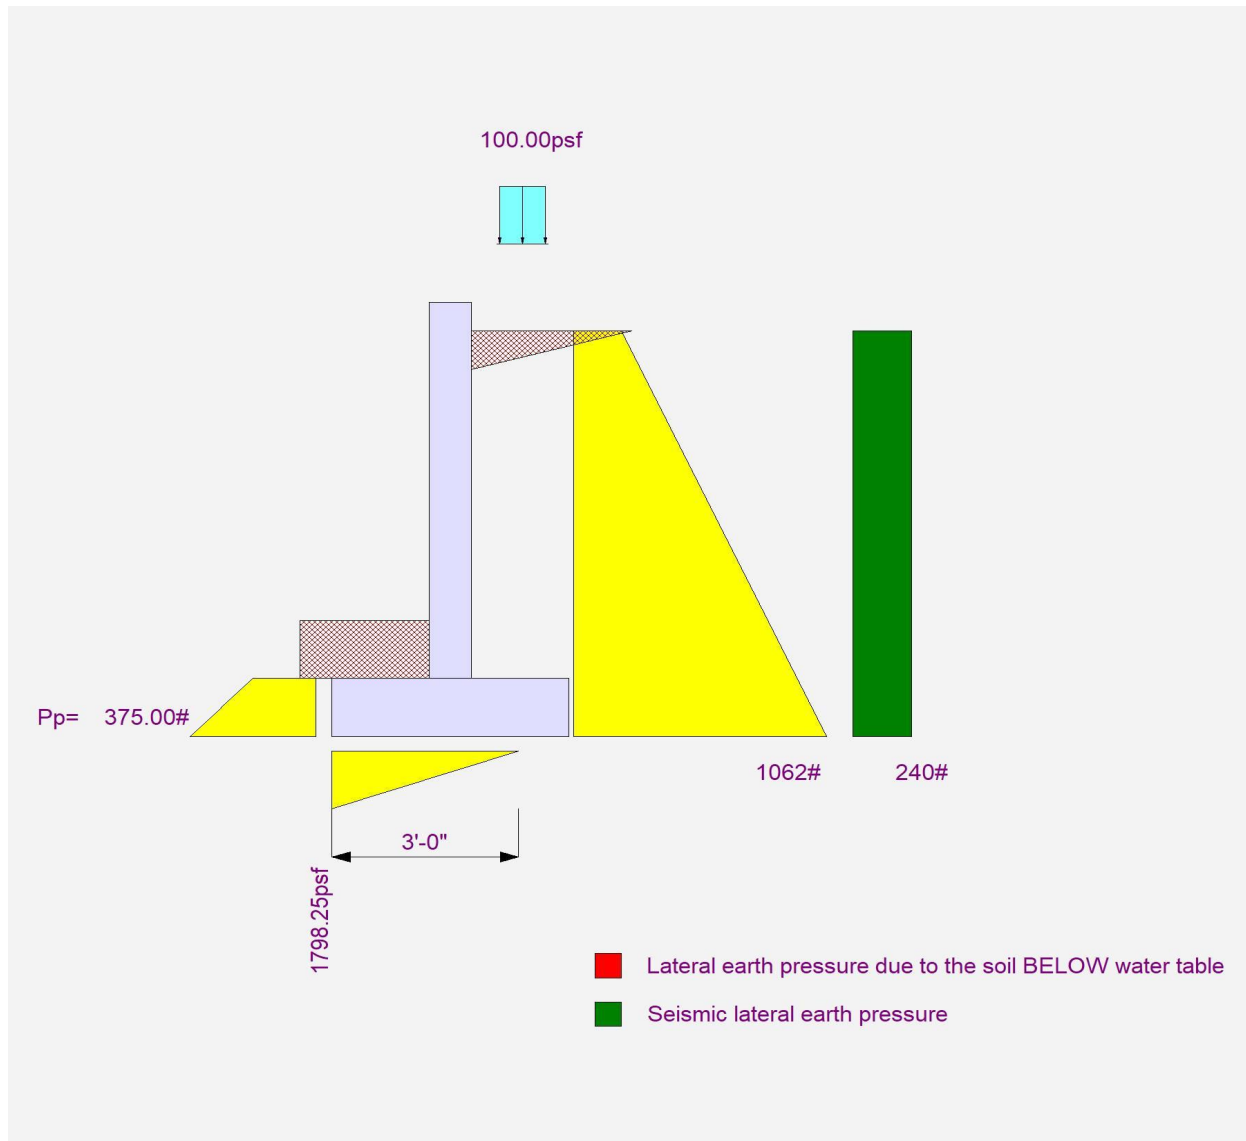 100.00psf
Pp= 375.00#
1062#
240#
3'-0"
1798.25psf
Lateral earth pressure due to the soil BELOW water table
Seismic lateral earth pressure